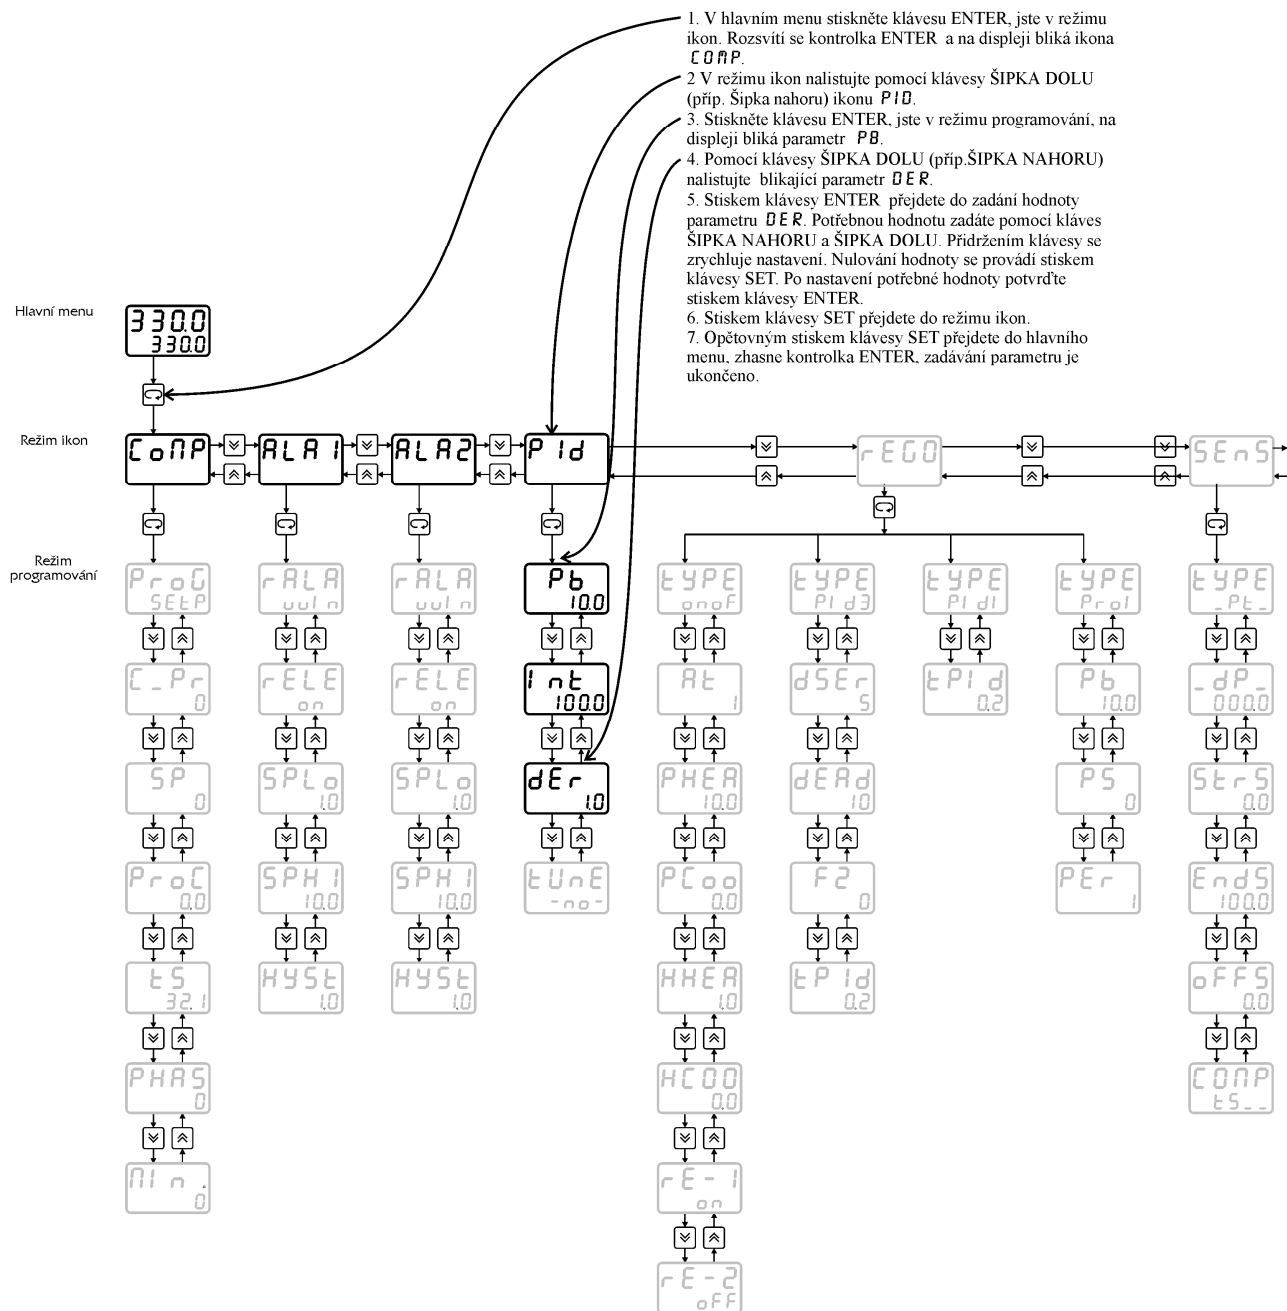 1. V hlavním menu stiskněte klávesu ENTER, jste v režimu
ikon. Rozsvítí se kontrolka ENTER a na displeji bliká ikona
COMP.
2 V režimu ikon nalistujte pomocí klávesy ŠIPKA DOLU
(příp. Šipka nahoru) ikonu PID.
3. Stiskněte klávesu ENTER, jste v režimu programování, na
displeji bliká parametr PB.
4. Pomocí klávesy ŠIPKA DOLU (příp.ŠIPKA NAHORU)
nalistujte blikající parametr DER.
5. Stiskem klávesy ENTER přejdete do zadání hodnoty
parametru DER. Potřebnou hodnotu zadáte pomocí kláves
ŠIPKA NAHORU a ŠIPKA DOLU. Přidržením klávesy se
zrychluje nastavení. Nulování hodnoty se provádí stiskem
klávesy SET. Po nastavení potřebné hodnoty potvrďte
stiskem klávesy ENTER.
6. Stiskem klávesy SET přejdete do režimu ikon.
7. Opětovným stiskem klávesy SET přejdete do hlavního
menu, zhasne kontrolka ENTER, zadávání parametru je
ukončeno.
Hlavní menu
330.0
330.0
Režim ikon
CoMP
ALA1
ALA2
PId
rEGO
SEnS
Režim
programování
ProG
SEtP
rALA
vvIn
rALA
vvIn
Pb
10.0
tYPE
onoF
tYPE
PId3
tYPE
PIdI
tYPE
ProI
tYPE
_Pt_
C_Pr
0
rELE
on
rELE
on
Int
100.0
At
1
dSEr
5
tPId
0.2
Pb
10.0
_dP_
000.0
SP
0
SPLo
1.0
SPLo
1.0
dEr
1.0
PHEA
10.0
dEAd
10
PS
0
StrS
0.0
ProC
0.0
SPHI
10.0
SPHI
10.0
tUnE
-no-
PCoo
0.0
F2
0
PEr
1
EndS
100.0
tS
32.1
HYSt
1.0
HYSt
1.0
HHEA
1.0
tPId
0.2
oFFS
0.0
PHAS
0
HCOO
0.0
COMP
tS__
MIn.
0
rE-1
on
rE-2
oFF